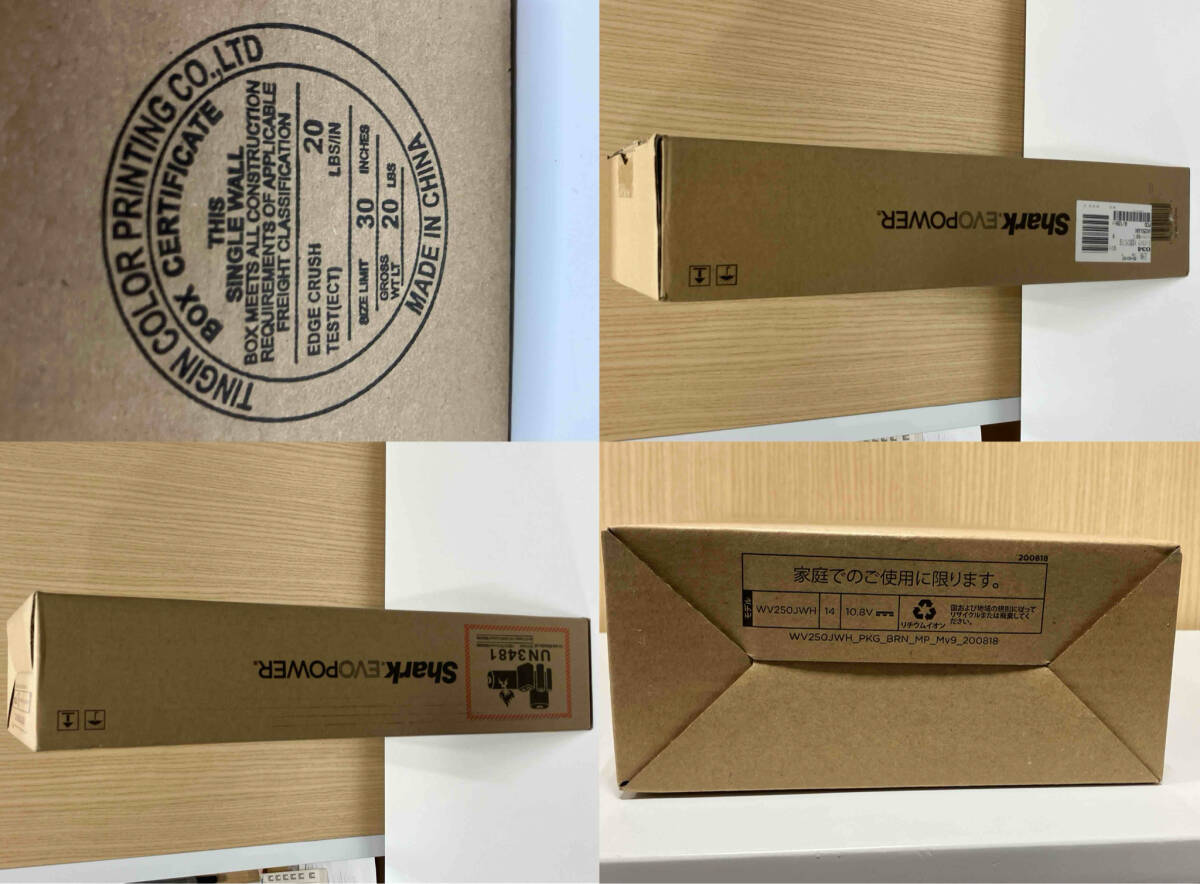 TINGIN COLOR PRINTING CO.,LTD
BOX CERTIFICATE
THIS
SINGLE WALL
BOX MEETS ALL CONSTRUCTION
REQUIREMENTS OF APPLICABLE
FREIGHT CLASSIFICATION
EDGE CRUSH
TEST(ECT)
20
LBS/IN
SIZE LIMIT 30 INCHES
GROSS
WT LT
20 LBS
MADE IN CHINA
Shark. EVOPOWER®
Shark. EVOPOWER®
UN3481
200818
家庭でのご使用に限ります。
モデル
WV250JWH
14
10.8V
リチウムイオン
国および地域の規則に従って
リサイクルまたは廃棄してく
ださい。
WV250JWH_PKG_BRN_MP_Mv9_200818